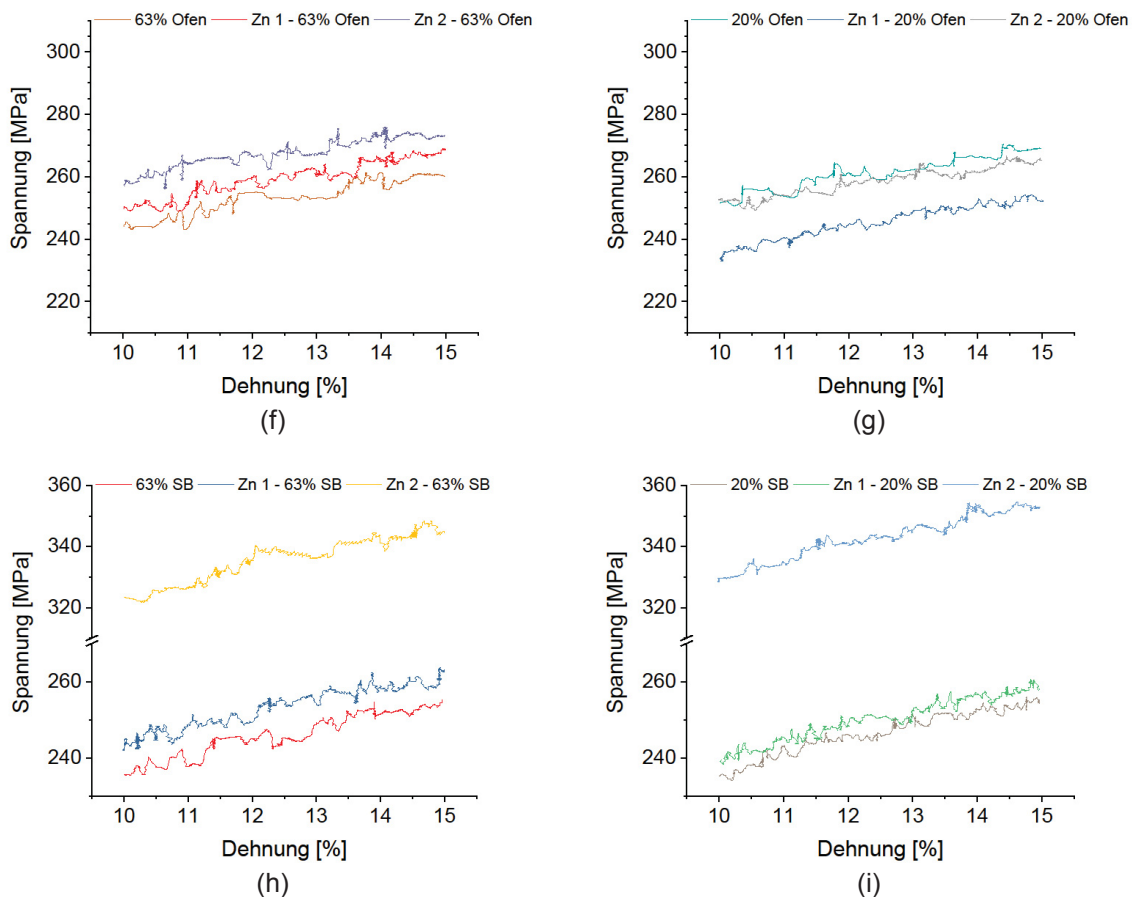 63% Ofen Zn 1 - 63% Ofen Zn 2 - 63% Ofen
300
280
260
240
220
Spannung [MPa]
10 11 12 13 14 15
Dehnung [%]
(f)
20% Ofen Zn 1 - 20% Ofen Zn 2 - 20% Ofen
300
280
260
240
220
Spannung [MPa]
10 11 12 13 14 15
Dehnung [%]
(g)
63% SB Zn 1 - 63% SB Zn 2 - 63% SB
360
340
320
260
240
Spannung [MPa]
10 11 12 13 14 15
Dehnung [%]
(h)
20% SB Zn 1 - 20% SB Zn 2 - 20% SB
360
340
320
260
240
Spannung [MPa]
10 11 12 13 14 15
Dehnung [%]
(i)